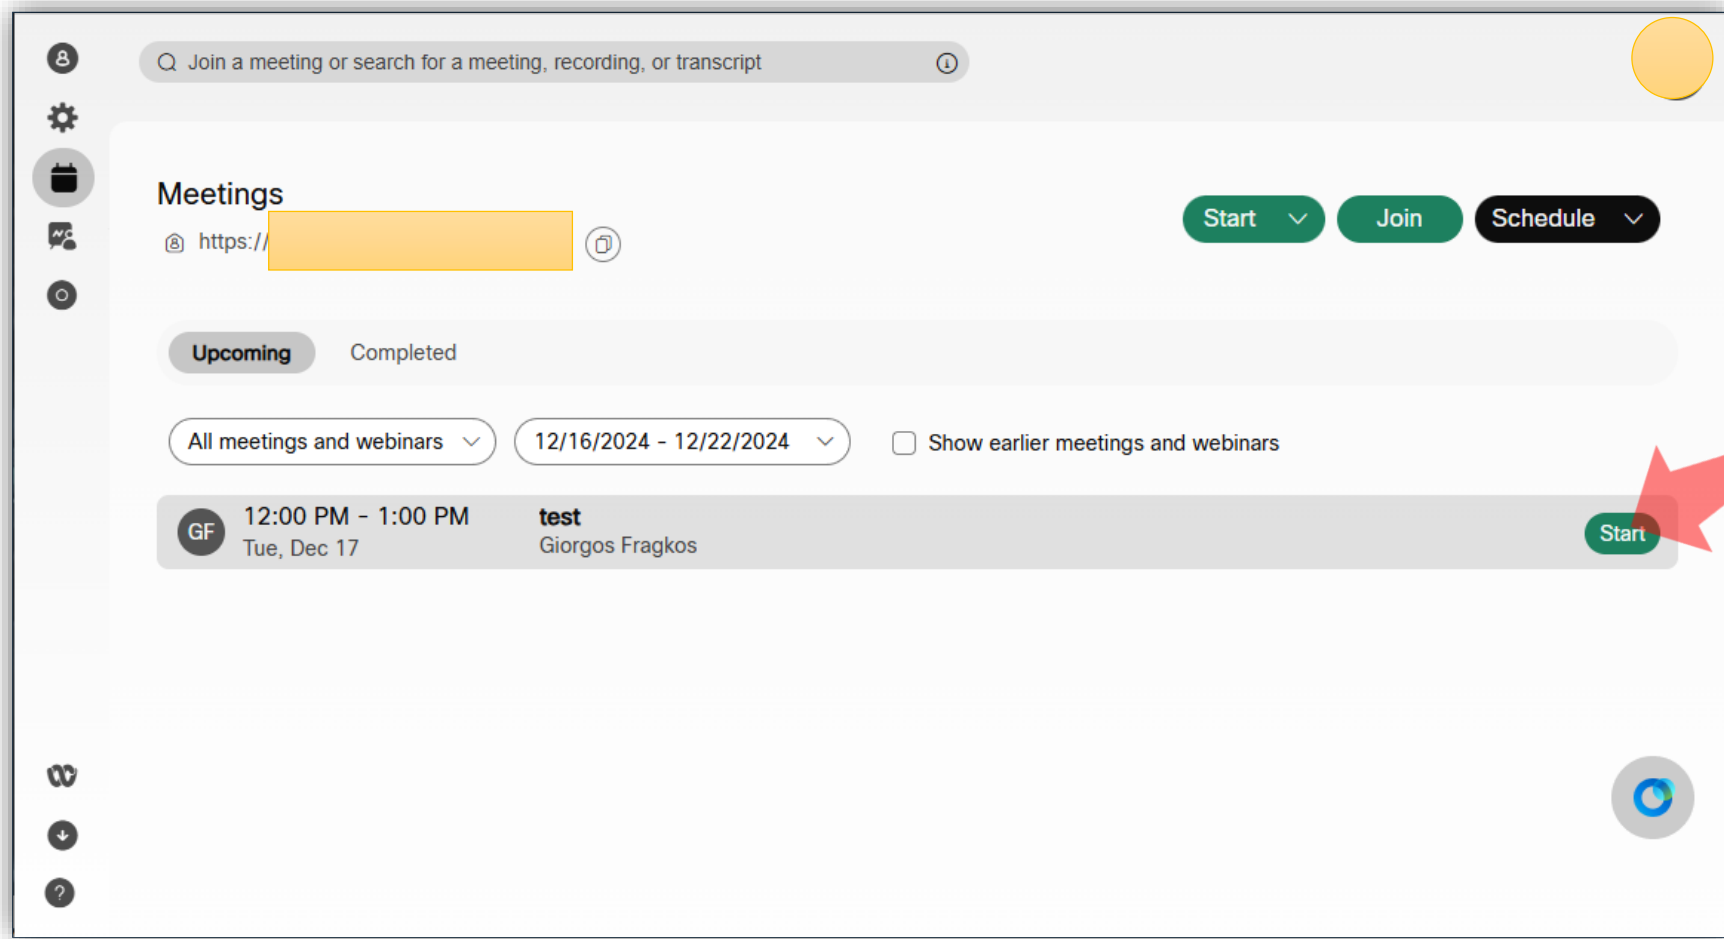 Join a meeting or search for a meeting, recording, or transcript
Meetings
https://
Start
Join
Schedule
Upcoming
Completed
All meetings and webinars
12/16/2024 - 12/22/2024
Show earlier meetings and webinars
GF
12:00 PM - 1:00 PM
Tue, Dec 17
test
Giorgos Fragkos
Start